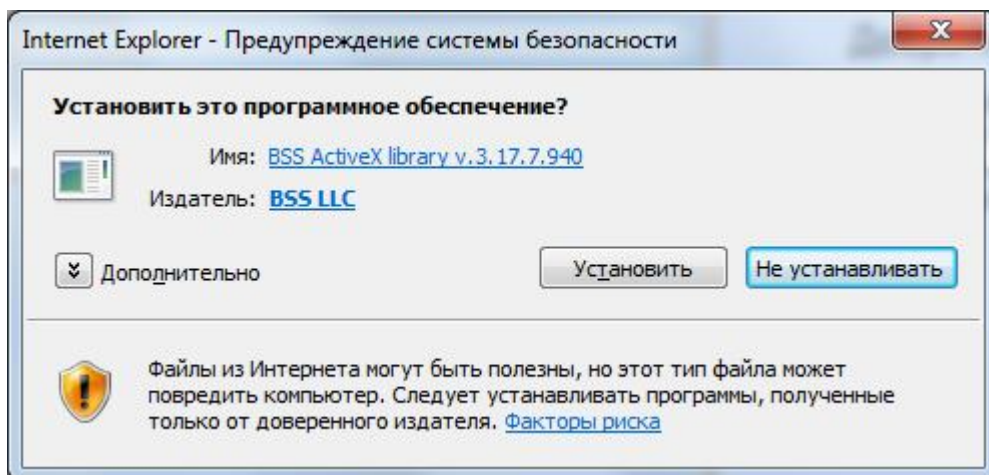 Internet Explorer - Предупреждение системы безопасности
X
Установить это программное обеспечение?
Имя: BSS ActiveX library v.3.17.7.940
Издатель: BSS LLC
Дополнительно
Установить
Не устанавливать
Файлы из Интернета могут быть полезны, но этот тип файла может
повредить компьютер. Следует устанавливать программы, полученные
только от доверенного издателя. Факторы риска